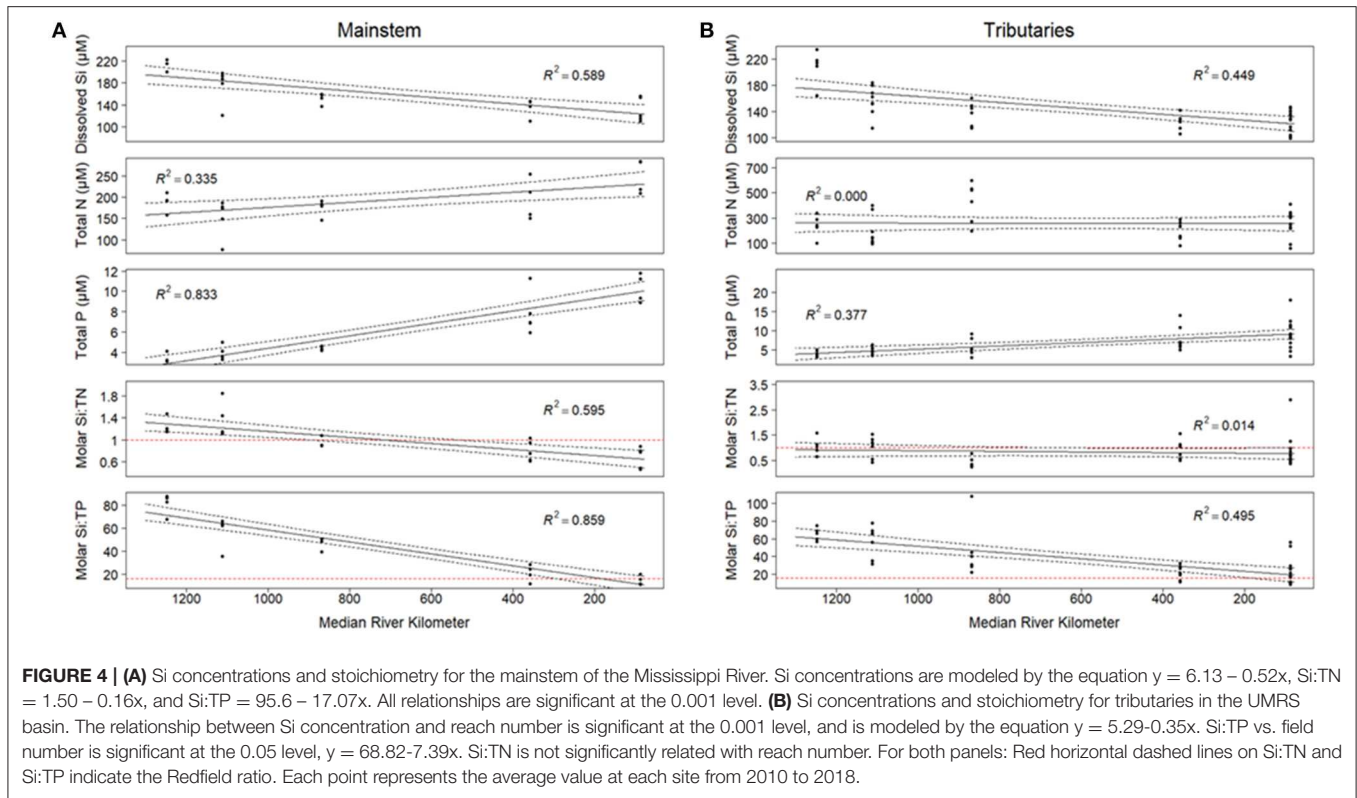 A
Mainstem
Dissolved Si (µM)
220
180
140
100
R² = 0.589
Total N (µM)
250
200
150
100
R² = 0.335
Total P (µM)
12
10
8
6
4
R² = 0.833
Molar Si:TN
1.8
1.4
1
0.6
R² = 0.595
Molar Si:TP
80
60
40
20
R² = 0.859
1200 1000 800 600 400 200
Median River Kilometer
B
Tributaries
Dissolved Si (µM)
220
180
140
100
R² = 0.449
Total N (µM)
700
500
300
100
R² = 0.000
Total P (µM)
20
15
10
5
R² = 0.377
Molar Si:TN
3.5
2.5
1.5
0.5
R² = 0.014
Molar Si:TP
100
80
60
40
20
R² = 0.495
1200 1000 800 600 400 200
Median River Kilometer
FIGURE 4 | (A) Si concentrations and stoichiometry for the mainstem of the Mississippi River. Si concentrations are modeled by the equation y = 6.13 – 0.52x, Si:TN
= 1.50 – 0.16x, and Si:TP = 95.6 – 17.07x. All relationships are significant at the 0.001 level. (B) Si concentrations and stoichiometry for tributaries in the UMRS
basin. The relationship between Si concentration and reach number is significant at the 0.001 level, and is modeled by the equation y = 5.29-0.35x. Si:TP vs. field
number is significant at the 0.05 level, y = 68.82-7.39x. Si:TN is not significantly related with reach number. For both panels: Red horizontal dashed lines on Si:TN and
Si:TP indicate the Redfield ratio. Each point represents the average value at each site from 2010 to 2018.